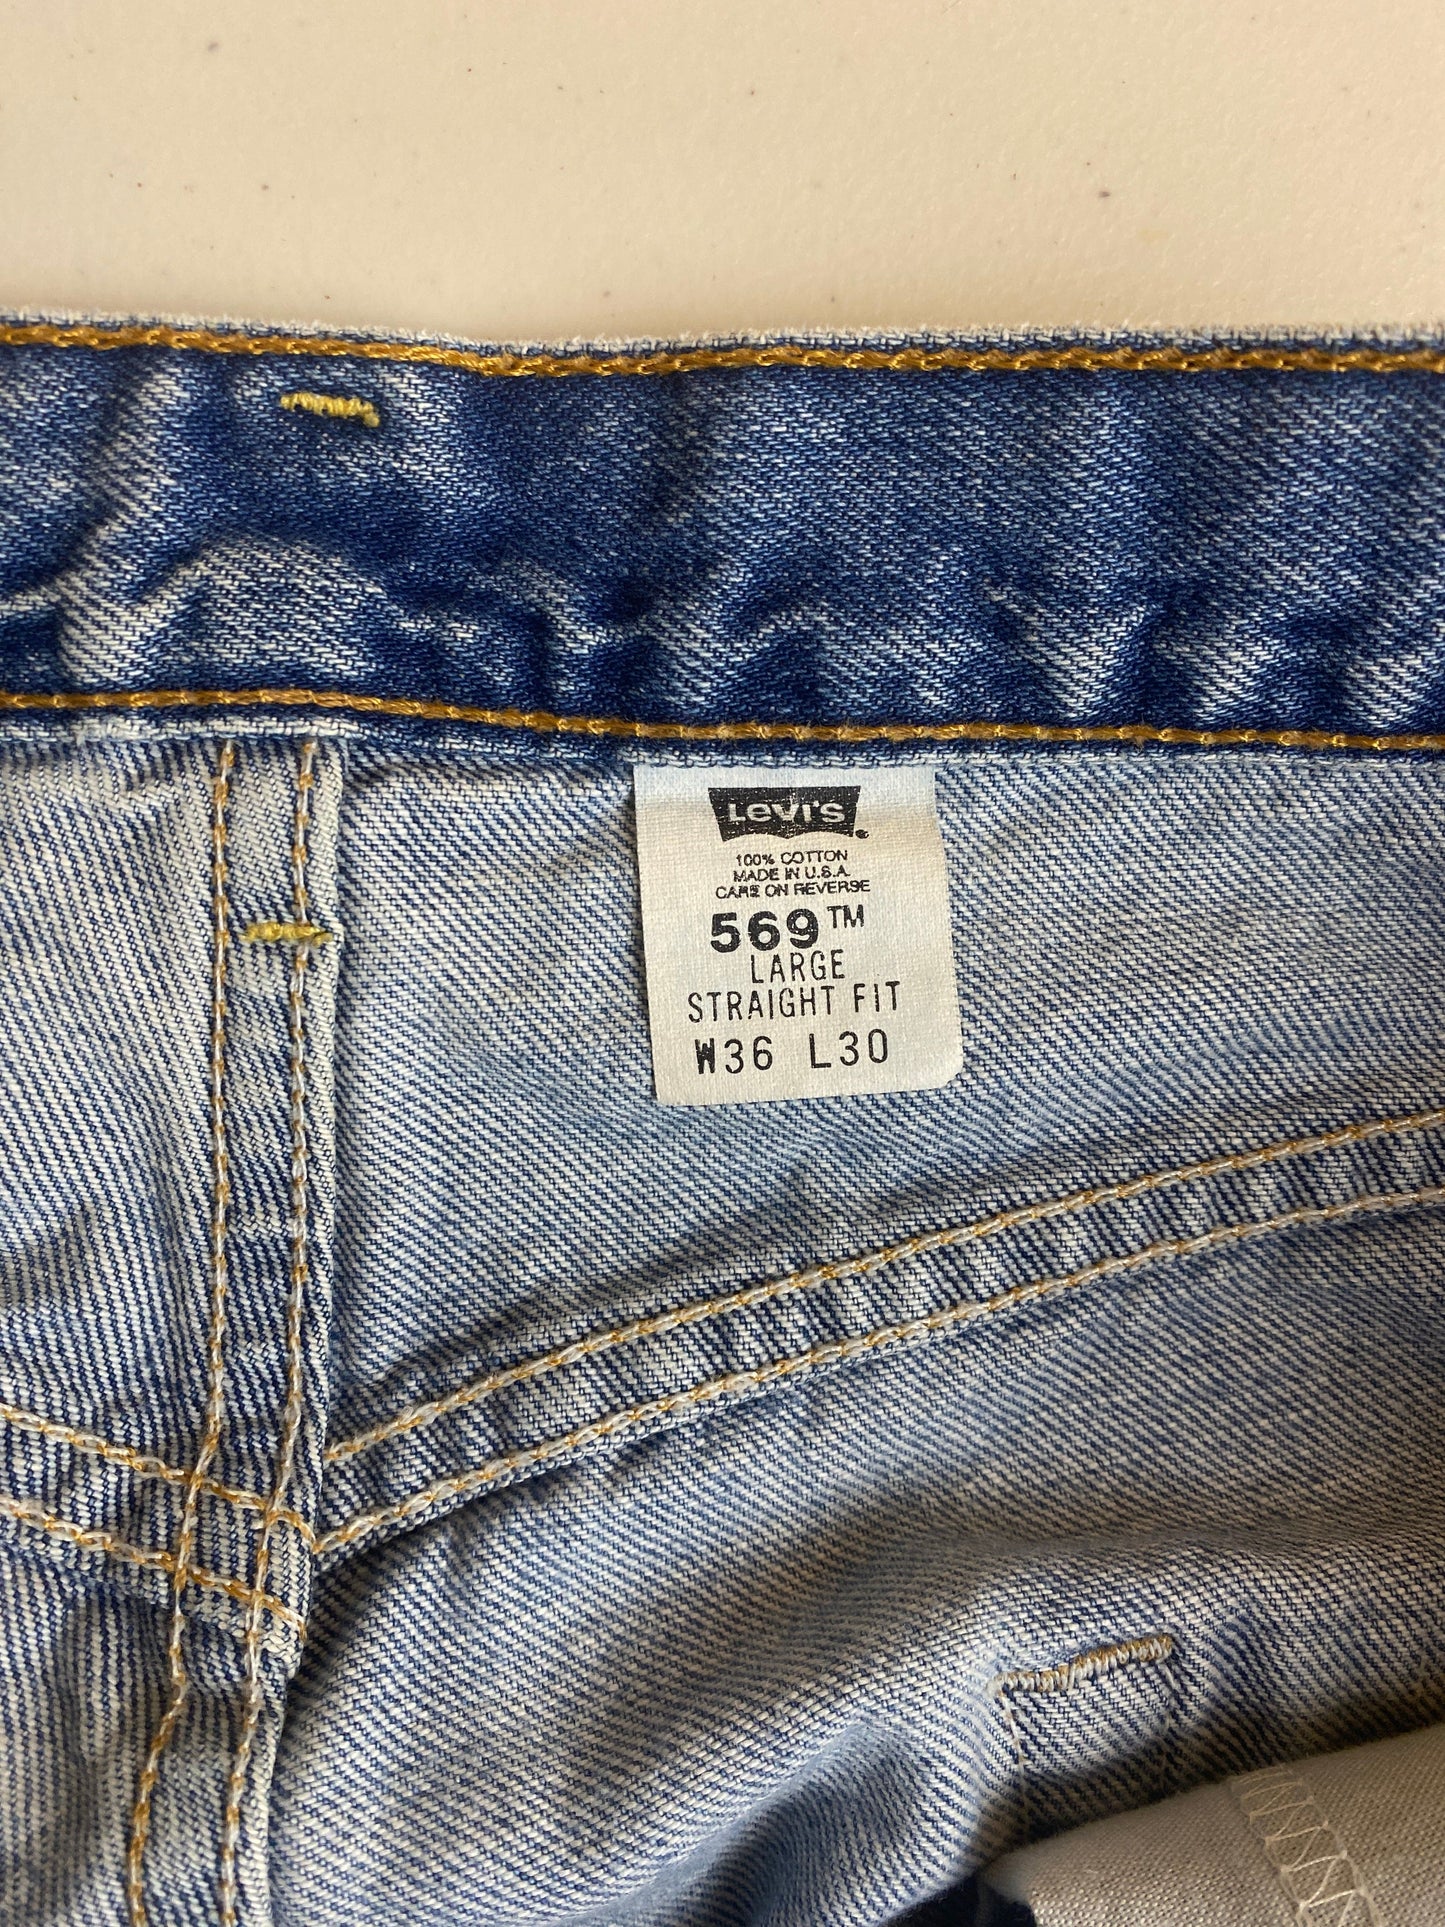 Levi's®
100% COTTON
MADE IN U.S.A.
CARE ON REVERSE
569™
LARGE
STRAIGHT FIT
W36 L30